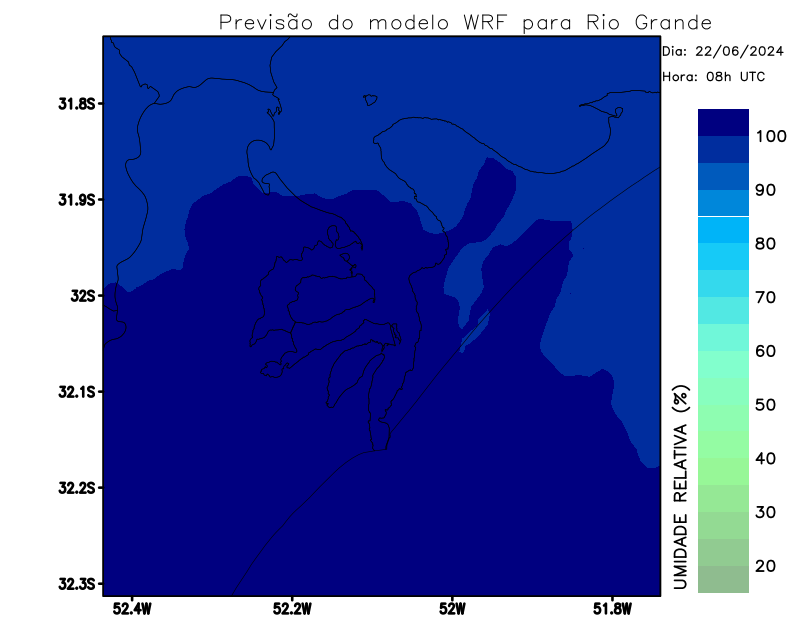 Previsão do modelo WRF para Rio Grande
Dia: 22/06/2024
Hora: 08h UTC
31.8S
31.9S
32S
32.1S
32.2S
32.3S
52.4W
52.2W
52W
51.8W
UMIDADE RELATIVA (%)
100
90
80
70
60
50
40
30
20